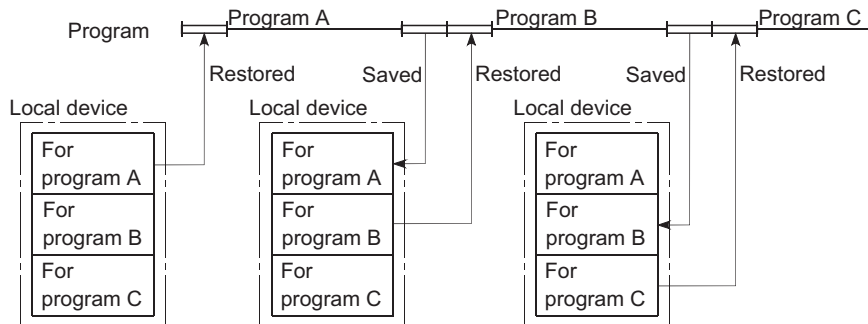 Program
Program A
Program B
Program C
Restored
Saved
Restored
Saved
Restored
Local device
Local device
Local device
For
program A
For
program B
For
program C
For
program A
For
program B
For
program C
For
program A
For
program B
For
program C